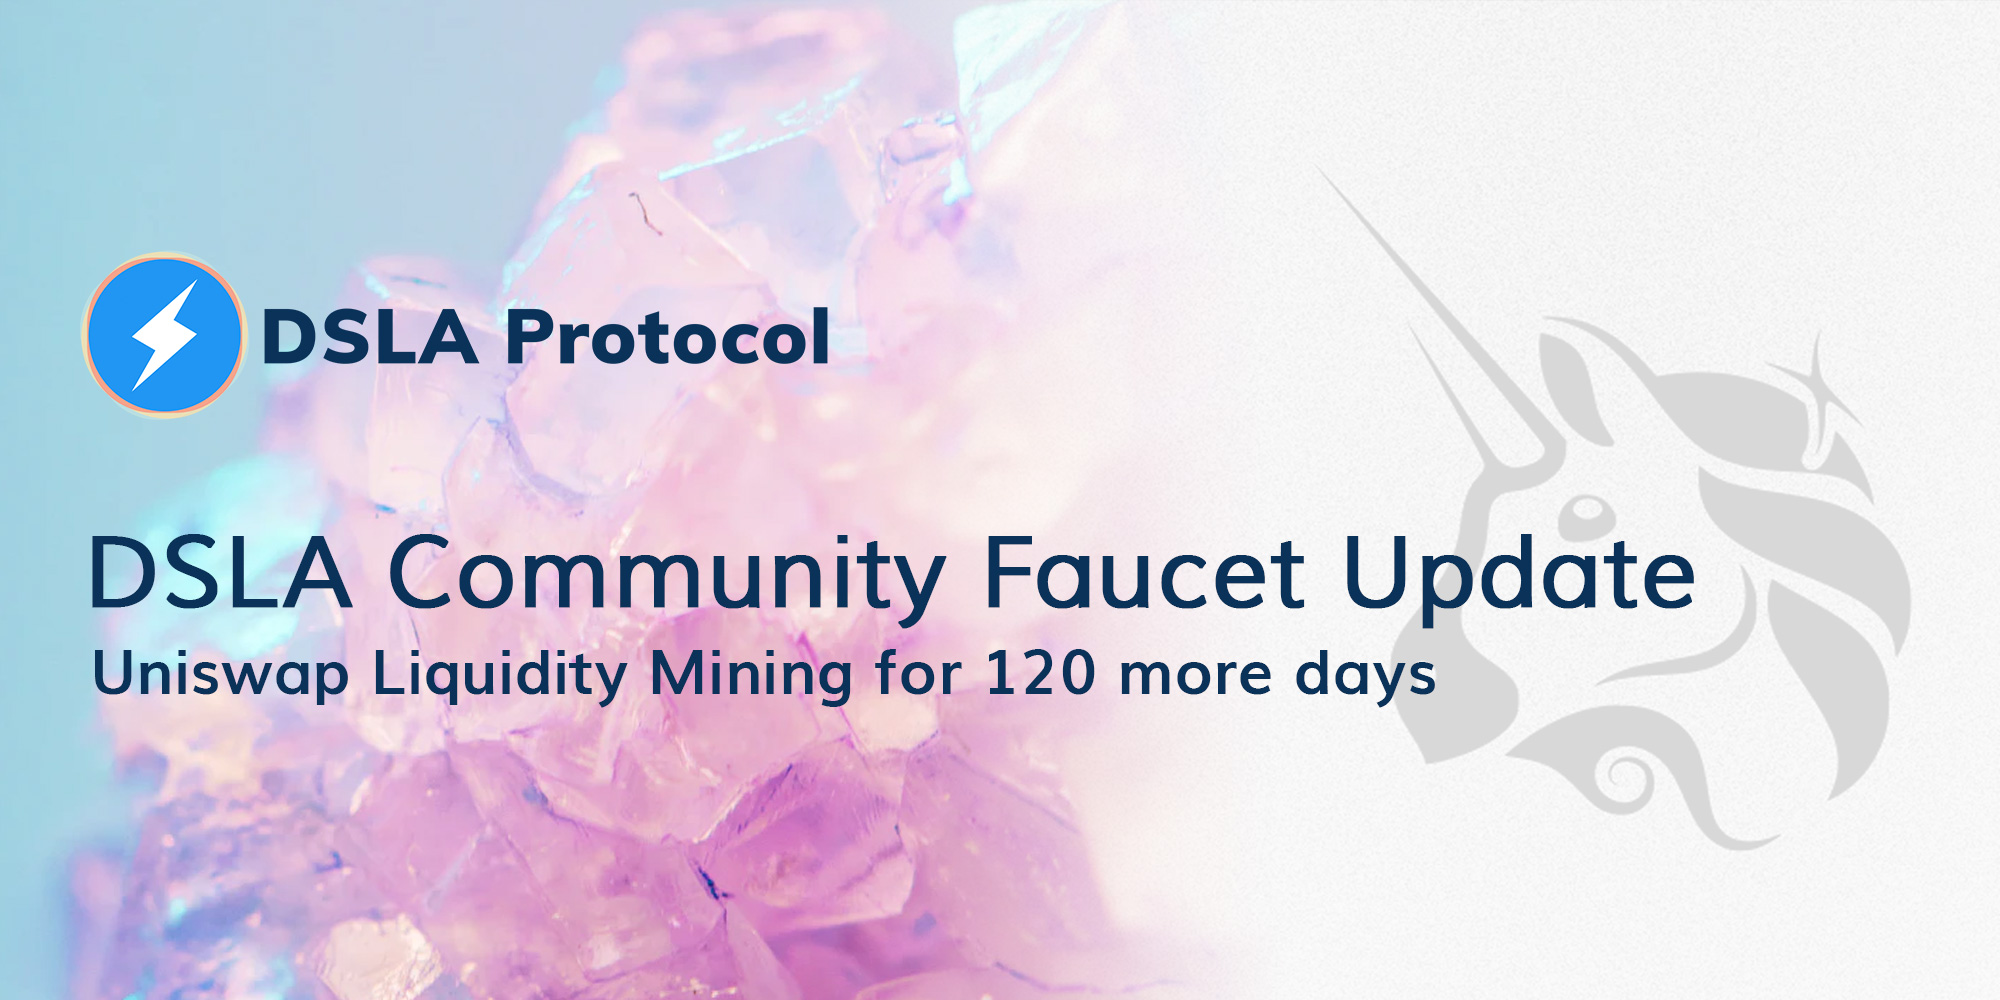 DSLA Protocol
DSLA Community Faucet Update
Uniswap Liquidity Mining for 120 more days